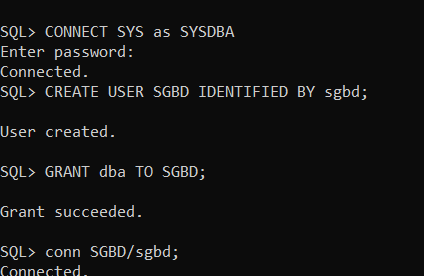 SQL> CONNECT SYS as SYSDBA
Enter password:
Connected.
SQL> CREATE USER SGBD IDENTIFIED BY sgbd;
User created.
SQL> GRANT dba TO SGBD;
Grant succeeded.
SQL> conn SGBD/sgbd;
Connected.